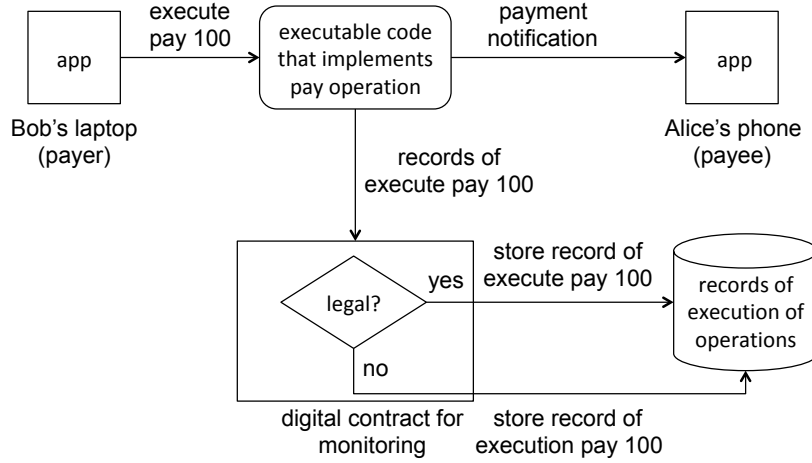 execute
pay 100
executable code
that implements
pay operation
payment
notification
app
app
Bob's laptop
(payer)
Alice's phone
(payee)
records of
execute pay 100
legal?
yes
store record of
execute pay 100
records of
execution of
operations
no
digital contract for
monitoring
store record of
execution pay 100